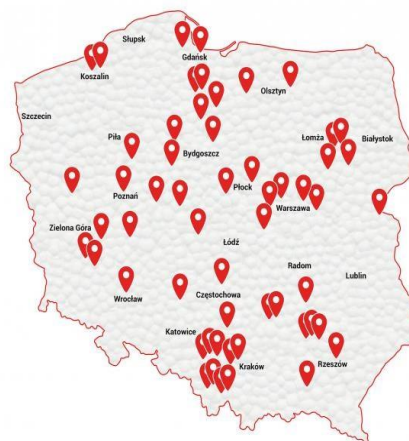 Słupsk
Gdańsk
Koszalin
Olsztyn
Szczecin
Piła
Łomża
Białystok
Bydgoszcz
Poznań
Płock
Warszawa
Zielona Góra
Łódź
Radom
Lublin
Wrocław
Częstochowa
Katowice
Kraków
Rzeszów